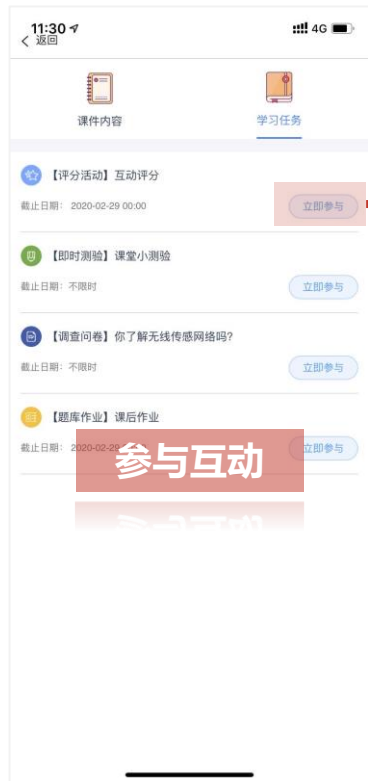 11:30
4G
返回
课件内容
学习任务
【评分活动】互动评分
截止日期： 2020-02-29 00:00
立即参与
【即时测验】课堂小测验
截止日期：不限时
立即参与
【调查问卷】你了解无线传感网络吗?
截止日期：不限时
立即参与
【题库作业】课后作业
截止日期： 2020-02-29
立即参与
参与互动